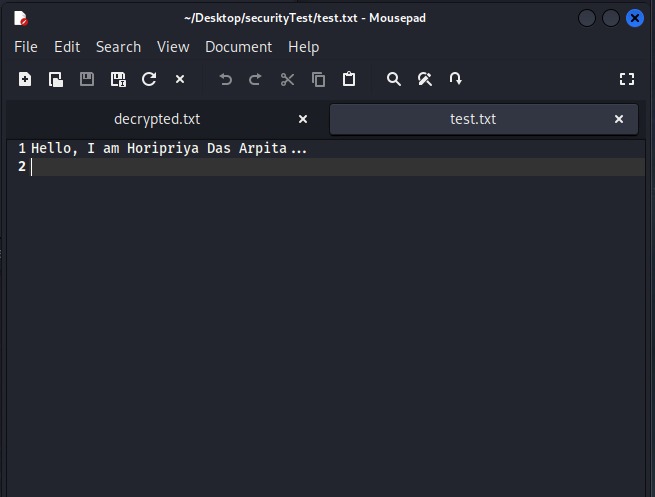 ~/Desktop/securityTest/test.txt - Mousepad
File Edit Search View Document Help
decrypted.txt test.txt
1 Hello, I am Horipriya Das Arpita...
2